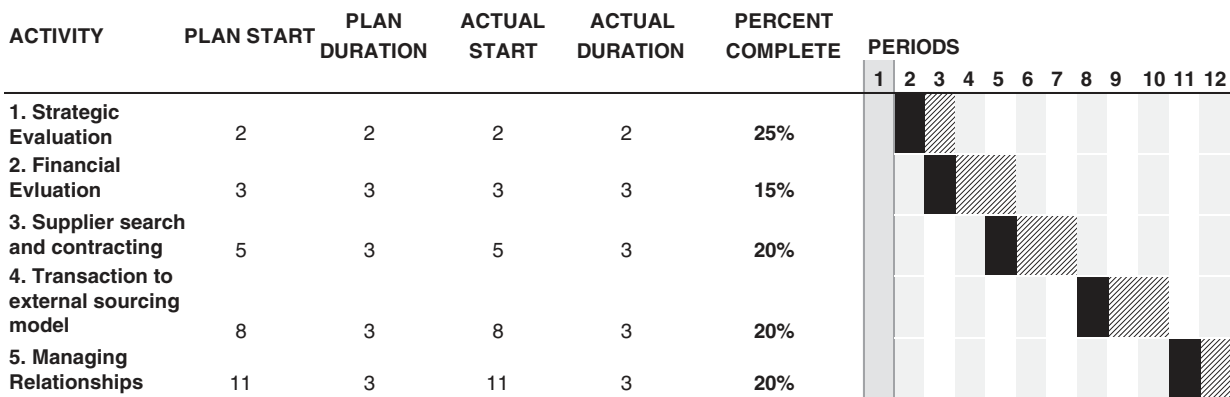 ACTIVITY PLAN START PLAN DURATION ACTUAL START ACTUAL DURATION PERCENT COMPLETE PERIODS
1 2 3 4 5 6 7 8 9 10 11 12
1. Strategic
Evaluation 2 2 2 2 25%
2. Financial
Evluation 3 3 3 3 15%
3. Supplier search
and contracting 5 3 5 3 20%
4. Transaction to
external sourcing
model 8 3 8 3 20%
5. Managing
Relationships 11 3 11 3 20%